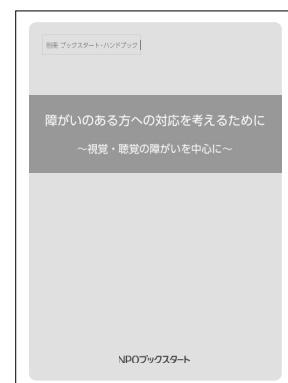 別冊 ブックスタート・ハンドブック
障がいのある方への対応を考えるために
～視覚・聴覚の障がいを中心に～
NPOブックスタート